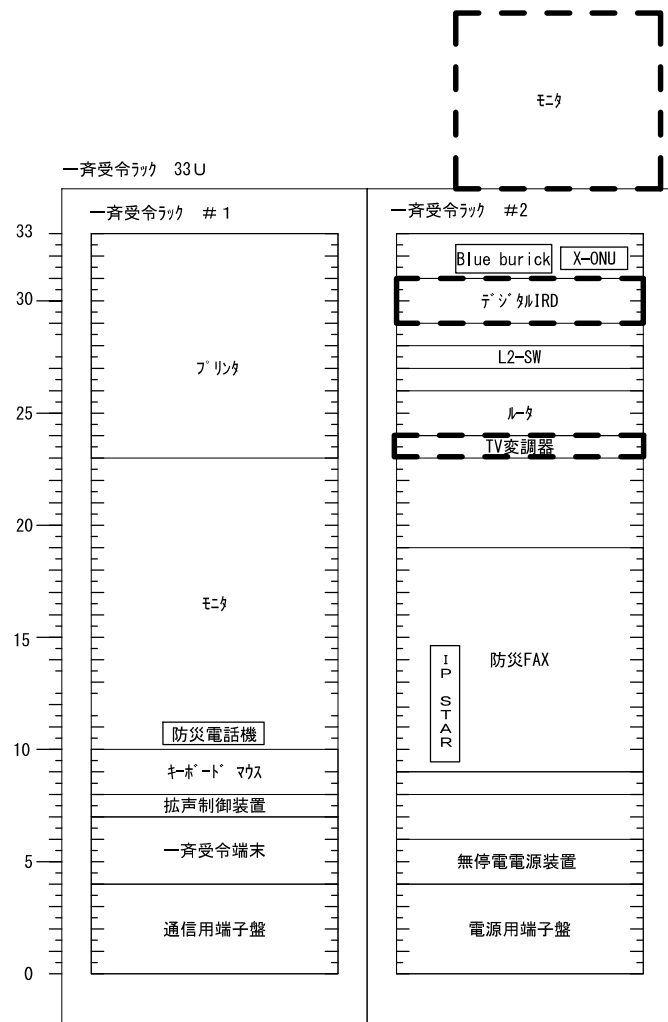 モニタ
一斉受令ラック 33U
一斉受令ラック #1
一斉受令ラック #2
33
30
25
20
15
10
5
0
プリンタ
モニタ
防災電話機
キーボード マウス
拡声制御装置
一斉受令端末
通信用端子盤
Blue burick
X-ONU
デジタルIRD
L2-SW
ルータ
TV変調器
防災FAX
IP STAR
無停電電源装置
電源用端子盤